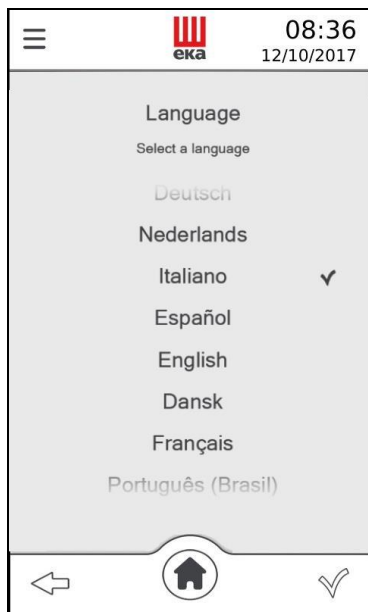 08:36
eka
12/10/2017
Language
Select a language
Deutsch
Nederlands
Italiano
Español
English
Dansk
Français
Português (Brasil)